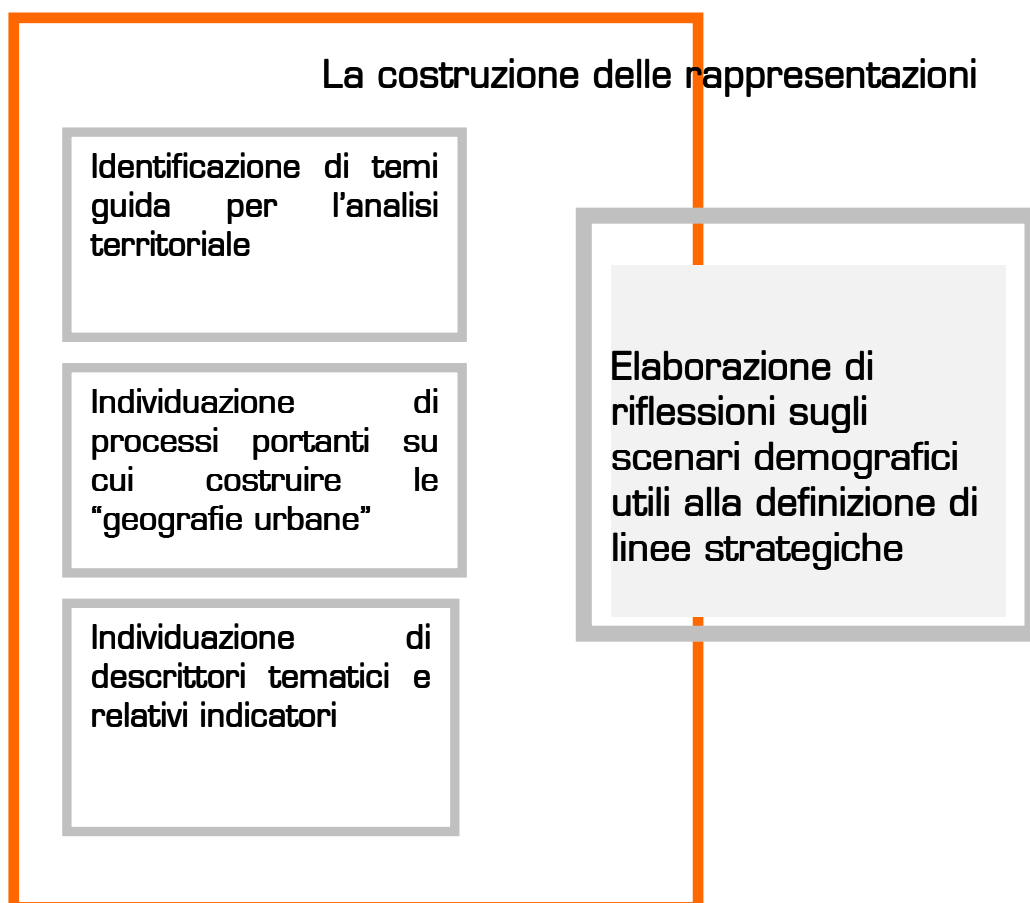 La costruzione delle rappresentazioni
Identificazione di temi
guida per l'analisi
territoriale
Individuazione di
processi portanti su
cui costruire le
“geografie urbane”
Individuazione di
descrittori tematici e
relativi indicatori
Elaborazione di
riflessioni sugli
scenari demografici
utili alla definizione di
linee strategiche